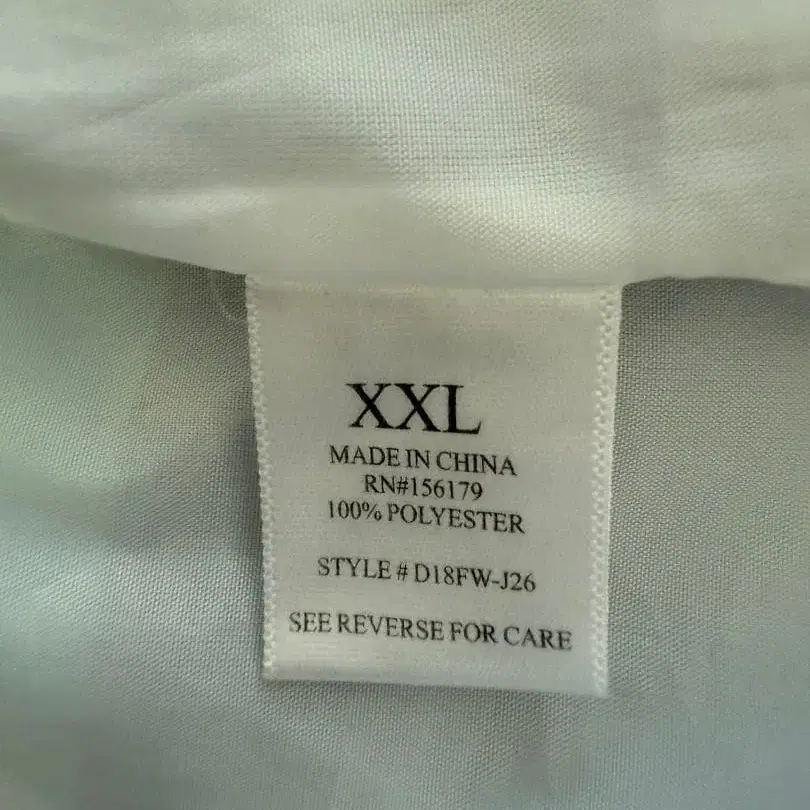 XXL
MADE IN CHINA
RN#156179
100% POLYESTER
STYLE # D18FW-J26
SEE REVERSE FOR CARE